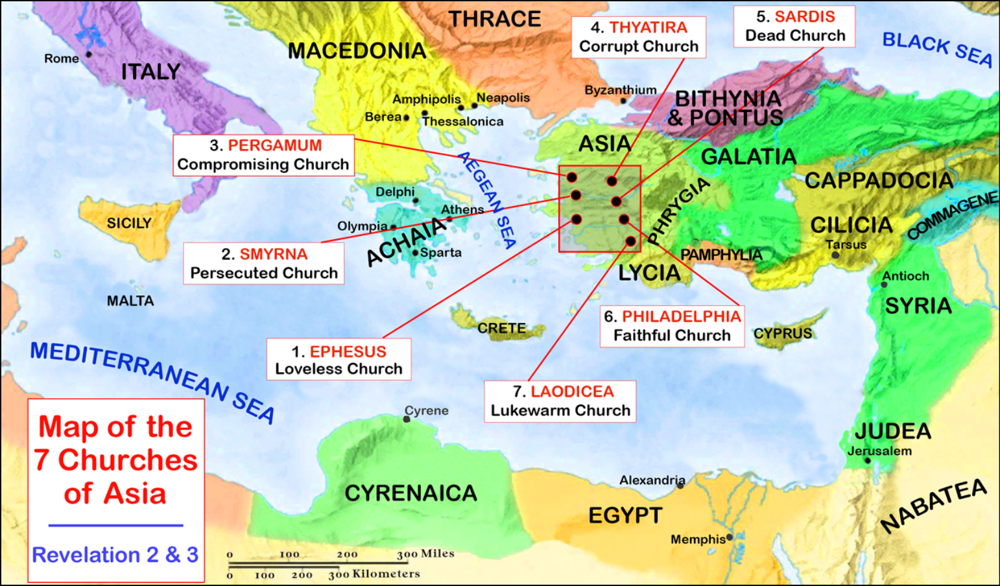 THRACE
4. THYATIRA
Corrupt Church
5. SARDIS
Dead Church
BLACK SEA
MACEDONIA
Rome
ITALY
Byzanthium
BITHYNIA
& PONTUS
Amphipolis
Neapolis
Berea
Thessalonica
3. PERGAMUM
Compromising Church
ASIA
GALATIA
AEGEAN SEA
CAPPADOCIA
COMMAGENE
PHRYGIA
Delphi
Athens
Olympia
ACHAIA
Sparta
SICILY
CILICIA
Tarsus
2. SMYRNA
Persecuted Church
PAMPHYLIA
LYCIA
Antioch
SYRIA
MALTA
CRETE
6. PHILADELPHIA
Faithful Church
CYPRUS
1. EPHESUS
Loveless Church
MEDITERRANEAN SEA
7. LAODICEA
Lukewarm Church
Cyrene
JUDEA
Jerusalem
Map of the
7 Churches
of Asia
Revelation 2 & 3
CYRENAICA
Alexandria
EGYPT
NABATEA
Memphis
0 100 200 300 Miles
0 100 200 300 Kilometers